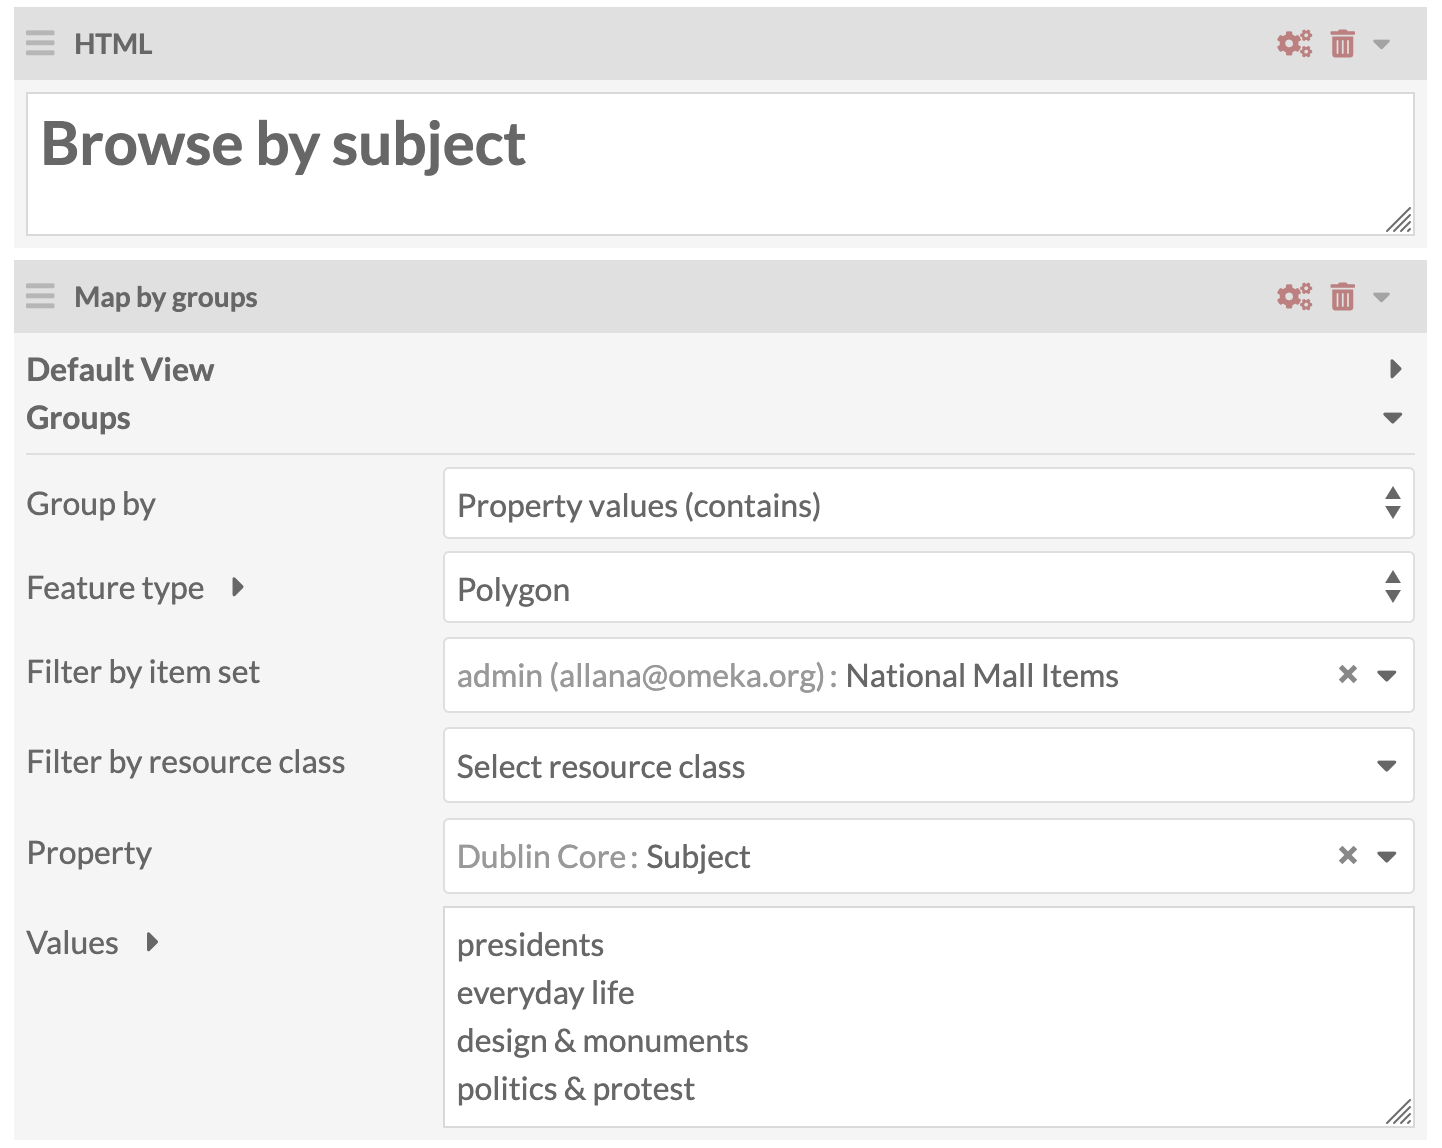 HTML
Browse by subject
Map by groups
Default View
Groups
Group by
Property values (contains)
Feature type
Polygon
Filter by item set
admin (allana@omeka.org) : National Mall Items
Filter by resource class
Select resource class
Property
Dublin Core : Subject
Values
presidents
everyday life
design & monuments
politics & protest